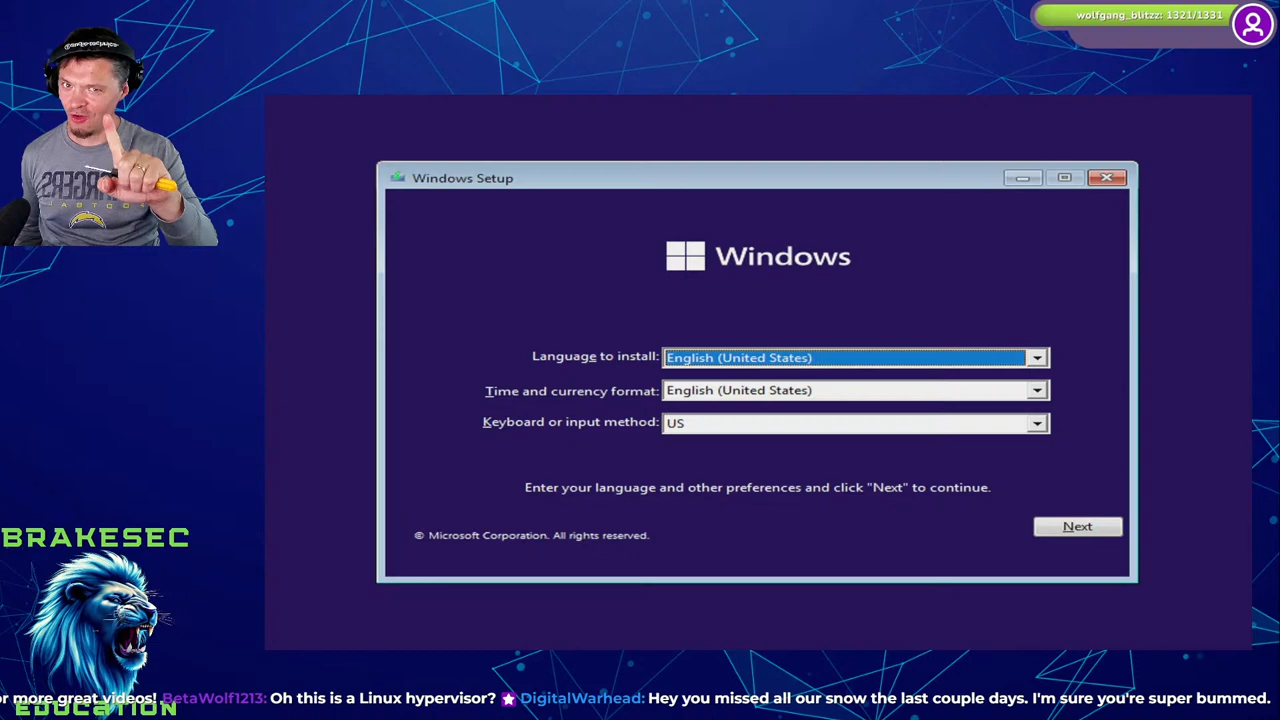 wolfgang_blitzz: 1321/1331
Windows Setup
Windows
Language to install: English (United States)
Time and currency format: English (United States)
Keyboard or input method: US
Enter your language and other preferences and click "Next" to continue.
Next
© Microsoft Corporation. All rights reserved.
BRAKESEC
or more great videos! BetaWolf1213: Oh this is a Linux hypervisor? DigitalWarhead: Hey you missed all our snow the last couple days. I'm sure you're super bummed.
EDUCATION